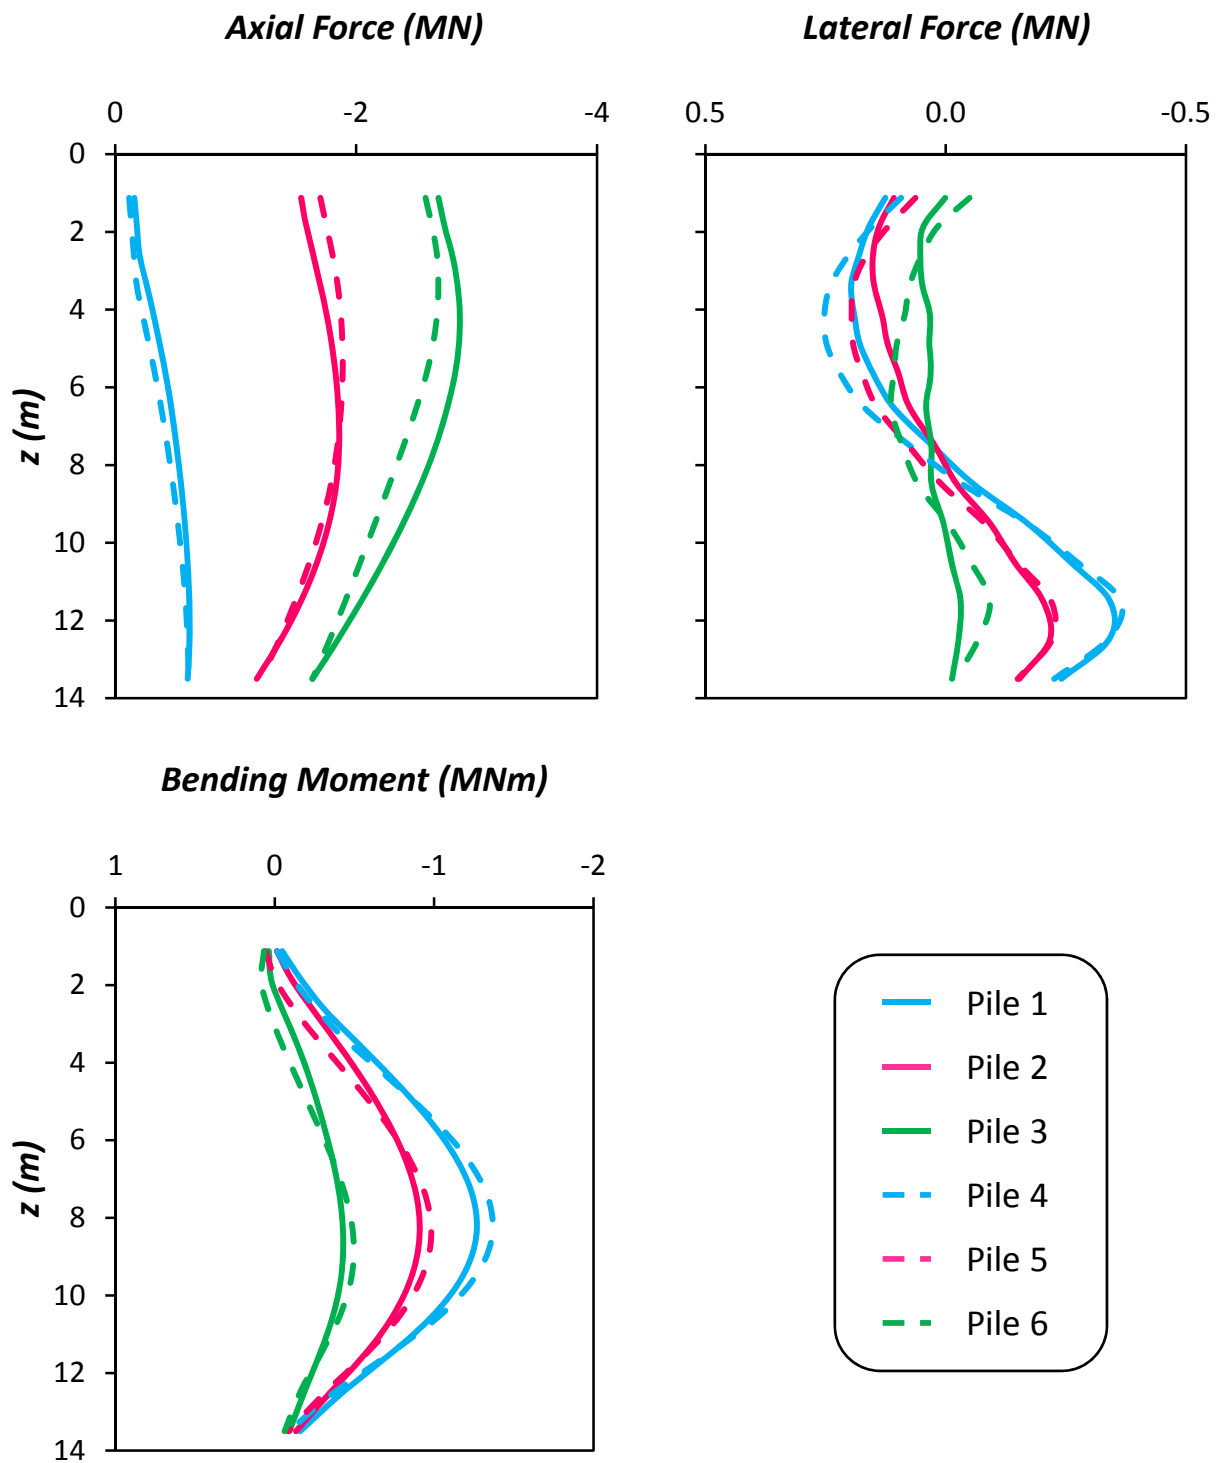 Axial Force (MN)
0 -2 -4
0
2
4
6
8
10
12
14
z (m)
Lateral Force (MN)
0.5 0.0 -0.5
Bending Moment (MNm)
1 0 -1 -2
0
2
4
6
8
10
12
14
z (m)
Pile 1
Pile 2
Pile 3
Pile 4
Pile 5
Pile 6